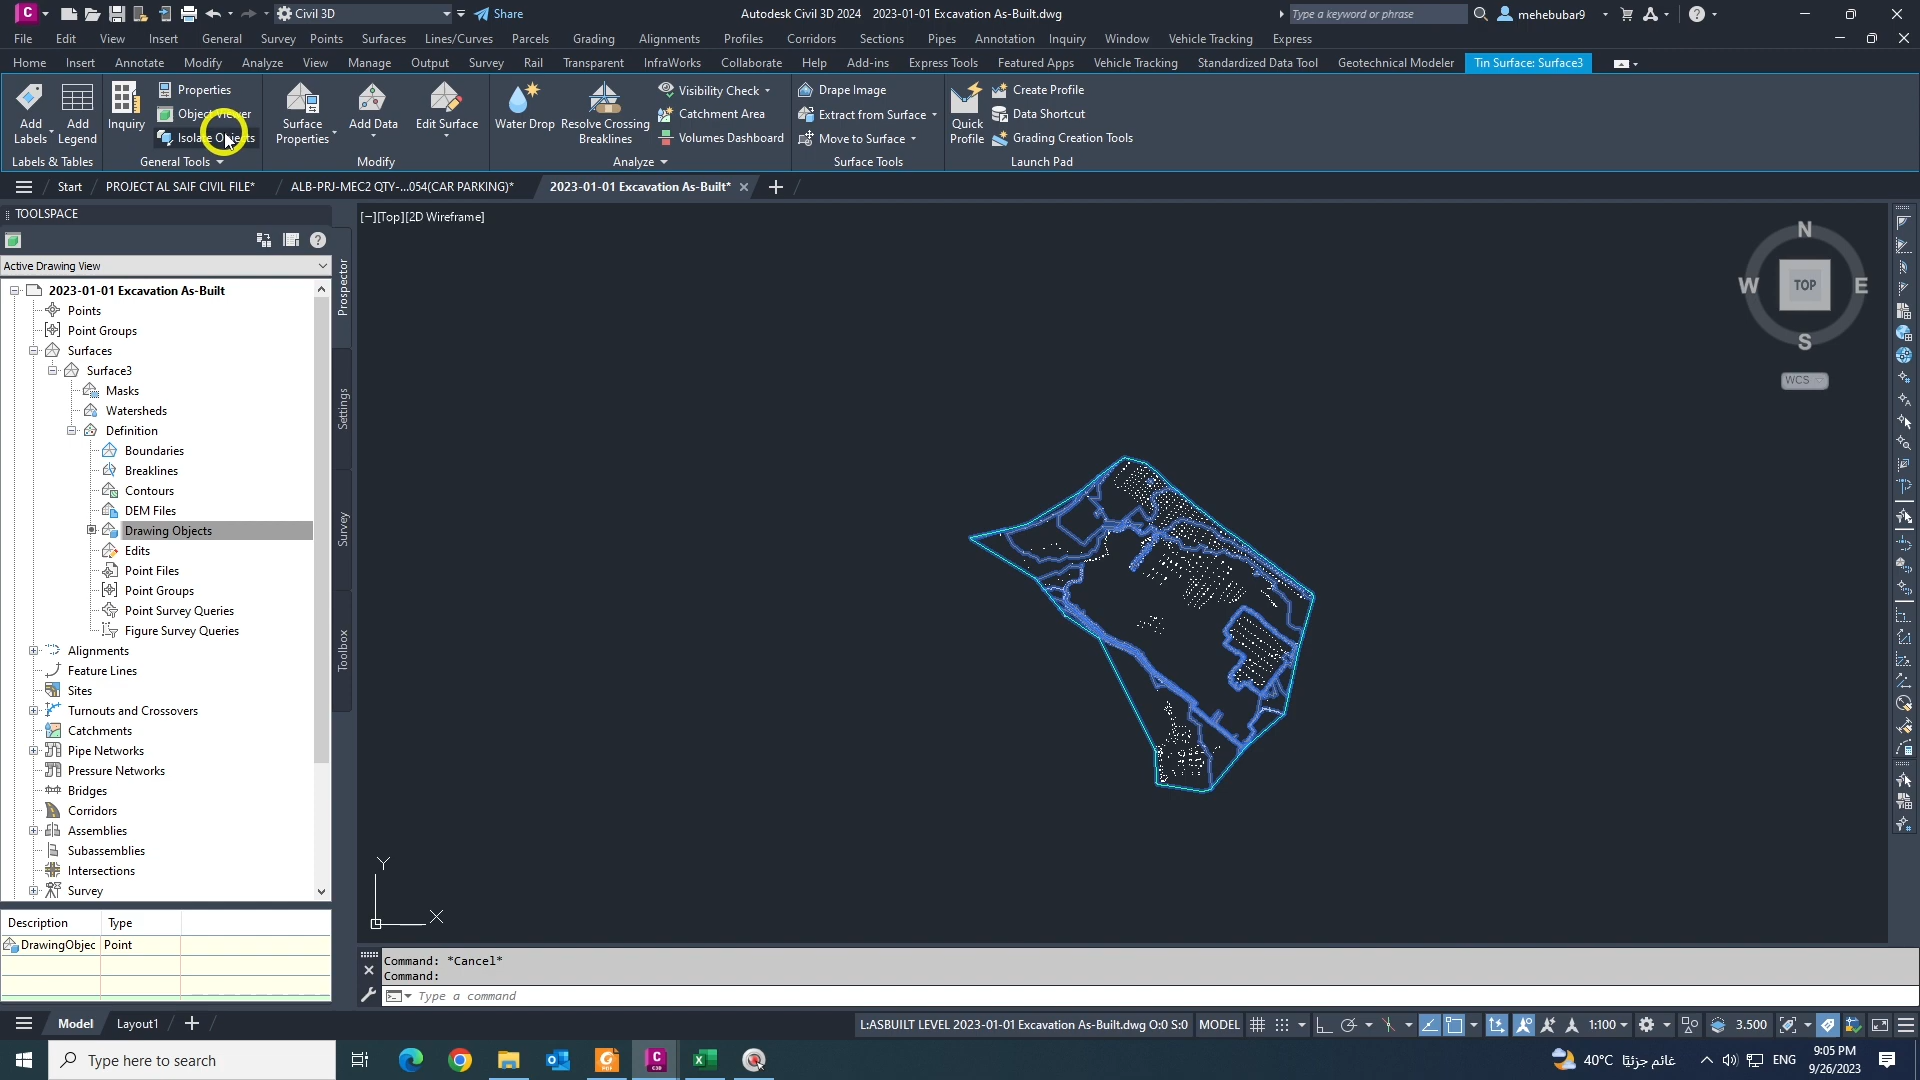 Civil 3D
Share
Autodesk Civil 3D 2024 2023-01-01 Excavation As-Built.dwg
Type a keyword or phrase
mehebubar9
File Edit View Insert General Survey Points Surfaces Lines/Curves Parcels Grading Alignments Profiles Corridors Sections Pipes Annotation Inquiry Window Vehicle Tracking Express
Home Insert Annotate Modify Analyze View Manage Output Survey Rail Transparent InfraWorks Collaborate Help Add-ins Express Tools Featured Apps Vehicle Tracking Standardized Data Tool Geotechnical Modeler Tin Surface: Surface3
Add Labels
Add Legend
Labels & Tables
Inquiry
Properties
Object Viewer
Isolate Objects
General Tools
Surface Properties
Add Data
Edit Surface
Modify
Water Drop
Resolve Crossing Breaklines
Visibility Check
Catchment Area
Volumes Dashboard
Analyze
Drape Image
Extract from Surface
Move to Surface
Surface Tools
Quick Profile
Create Profile
Data Shortcut
Grading Creation Tools
Launch Pad
Start
PROJECT AL SAIF CIVIL FILE*
ALB-PRJ-MEC2 QTY-...054(CAR PARKING)*
2023-01-01 Excavation As-Built*
TOOLSPACE
Active Drawing View
2023-01-01 Excavation As-Built
Points
Point Groups
Surfaces
Surface3
Masks
Watersheds
Definition
Boundaries
Breaklines
Contours
DEM Files
Drawing Objects
Edits
Point Files
Point Groups
Point Survey Queries
Figure Survey Queries
Alignments
Feature Lines
Sites
Turnouts and Crossovers
Catchments
Pipe Networks
Pressure Networks
Bridges
Corridors
Assemblies
Subassemblies
Intersections
Survey
Prospector
Settings
Survey
Toolbox
Description Type
DrawingObjec Point
[−][Top][2D Wireframe]
N
W TOP E
S
WCS
Y
X
Command: *Cancel*
Command:
Type a command
Model
Layout1
L:ASBUILT LEVEL 2023-01-01 Excavation As-Built.dwg O:0 S:0
MODEL
1:100
3.500
Type here to search
40°C غائم جزئيًا
ENG
9:05 PM
9/26/2023